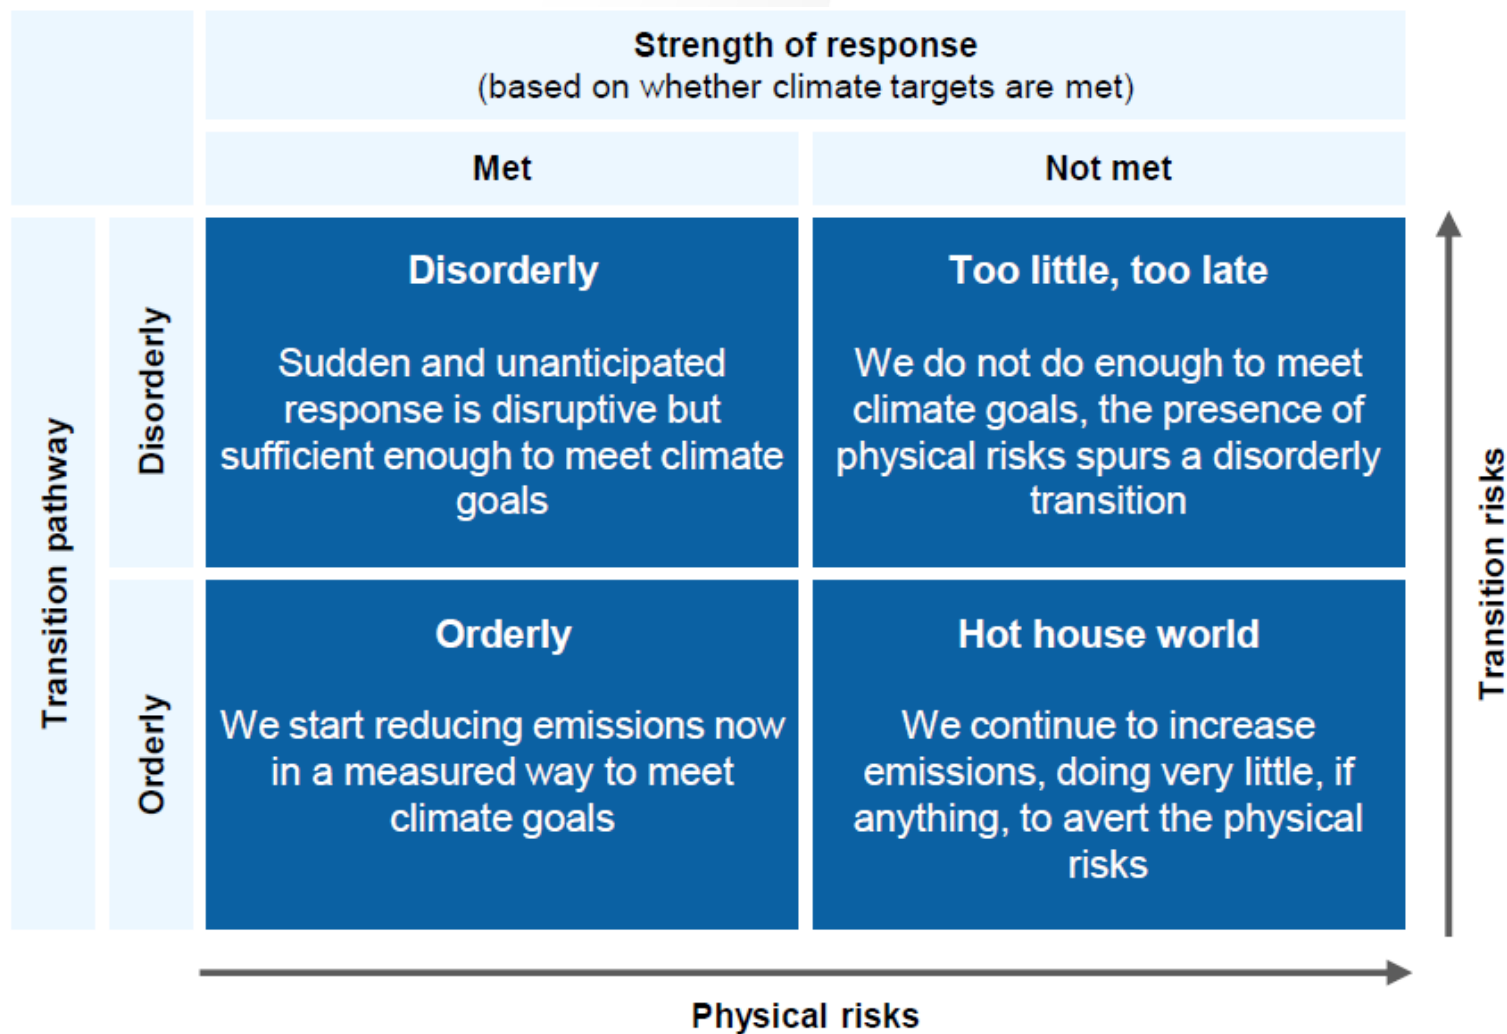 Strength of response
(based on whether climate targets are met)
Met
Not met
Transition pathway
Disorderly
Disorderly
Sudden and unanticipated
response is disruptive but
sufficient enough to meet climate
goals
Too little, too late
We do not do enough to meet
climate goals, the presence of
physical risks spurs a disorderly
transition
Orderly
Orderly
We start reducing emissions now
in a measured way to meet
climate goals
Hot house world
We continue to increase
emissions, doing very little, if
anything, to avert the physical
risks
Transition risks
Physical risks